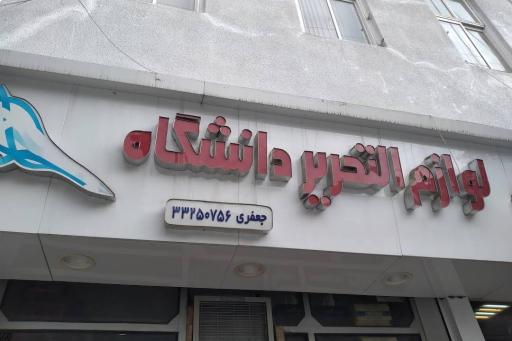 لوازم التحریر دانشگاه
جعفری ۳۳۲۵۰۷۵۶